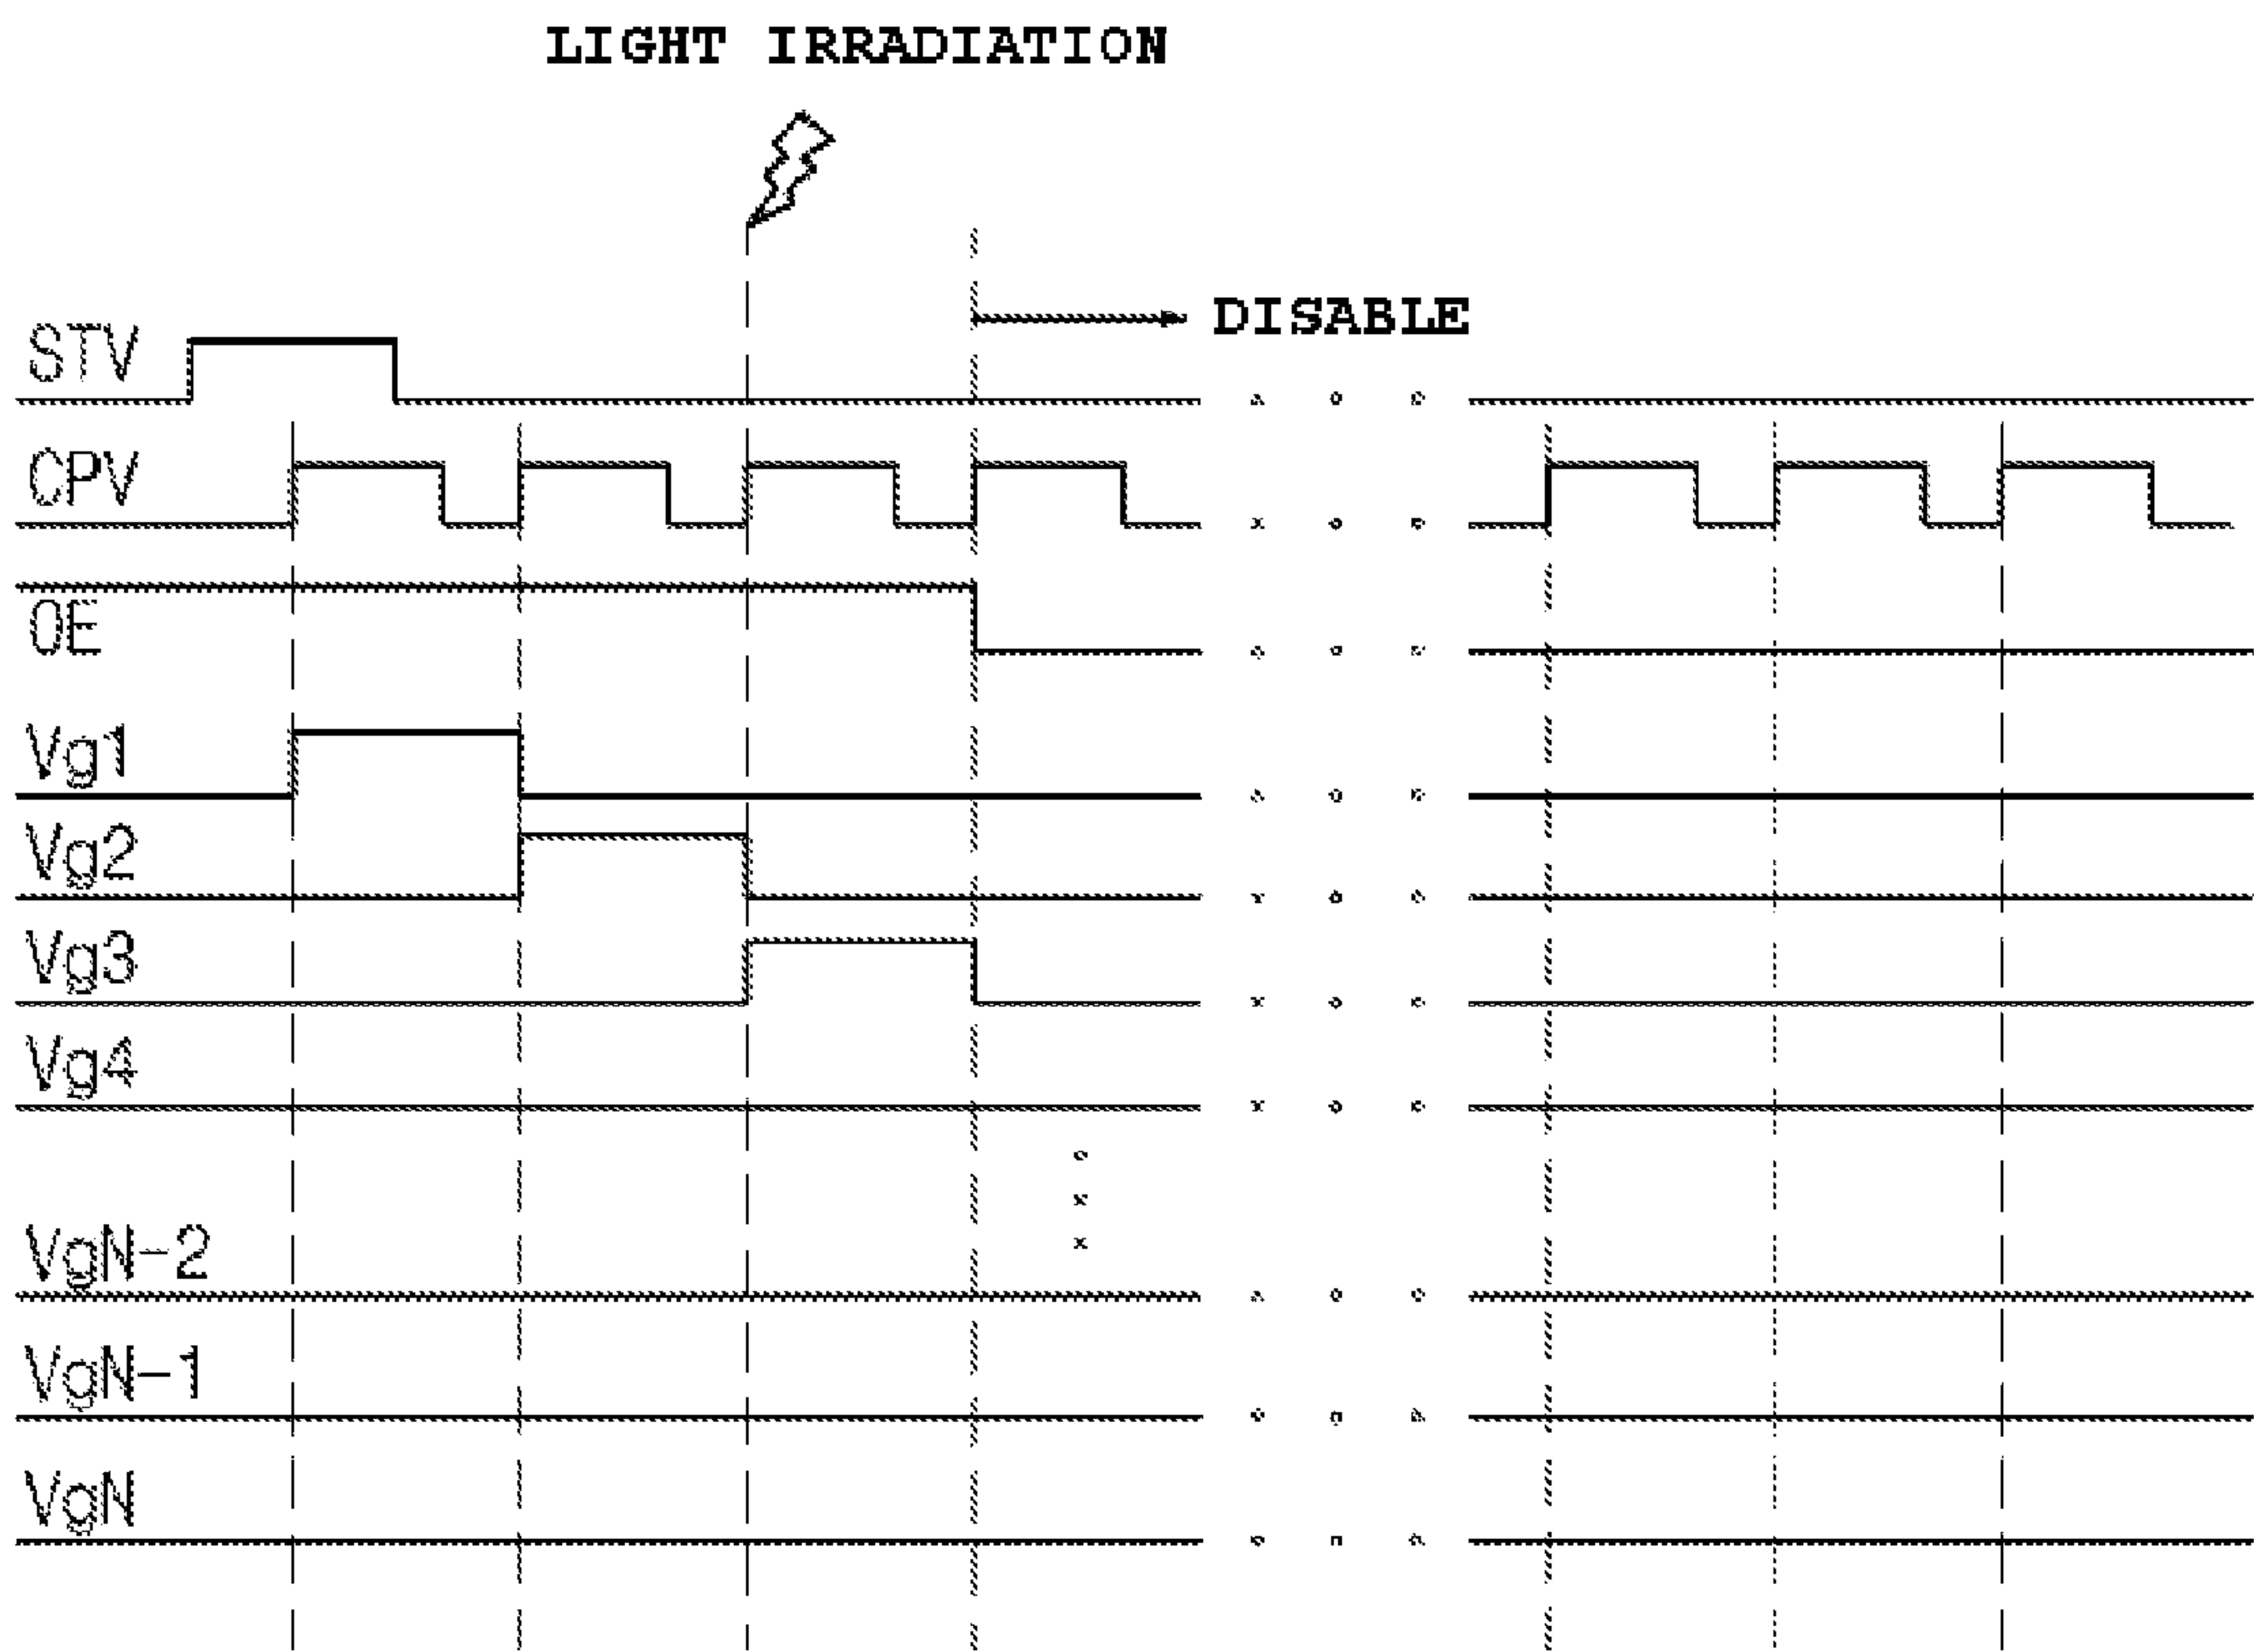 LIGHT IRRADIATION
DISABLE
STV
CPV
OE
Vg1
Vg2
Vg3
Vg4
VgN-2
VgN-1
VgN